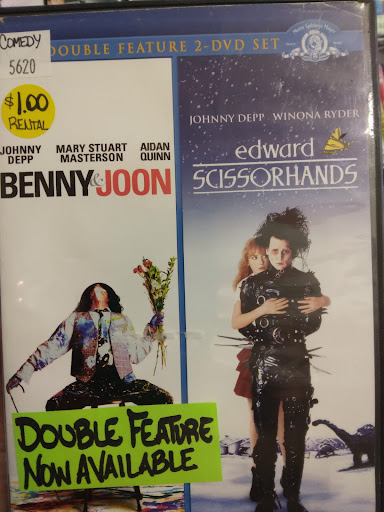 COMEDY
5620
DOUBLE FEATURE 2-DVD SET
$1.00
RENTAL
JOHNNY DEPP MARY STUART MASTERSON AIDAN QUINN
BENNY & JOON
JOHNNY DEPP WINONA RYDER
edward
SCISSORHANDS
DOUBLE FEATURE
NOW AVAILABLE